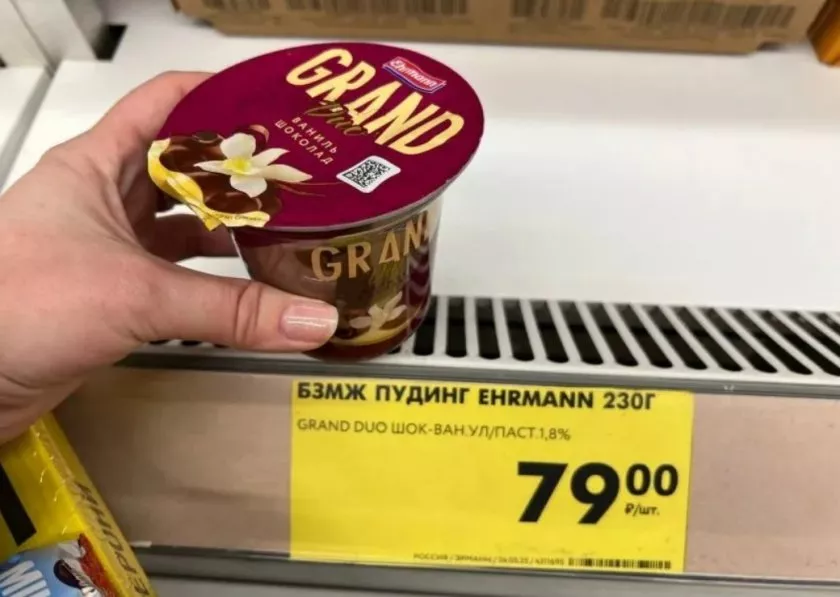 Ehrmann
GRAND
Duo
ВАНИЛЬ
ШОКОЛАД
GRAN
БЗМЖ ПУДИНГ EHRMANN 230Г
GRAND DUO ШОК-ВАН.УЛ/ПАСТ.1,8%
79 00
₽/шт.